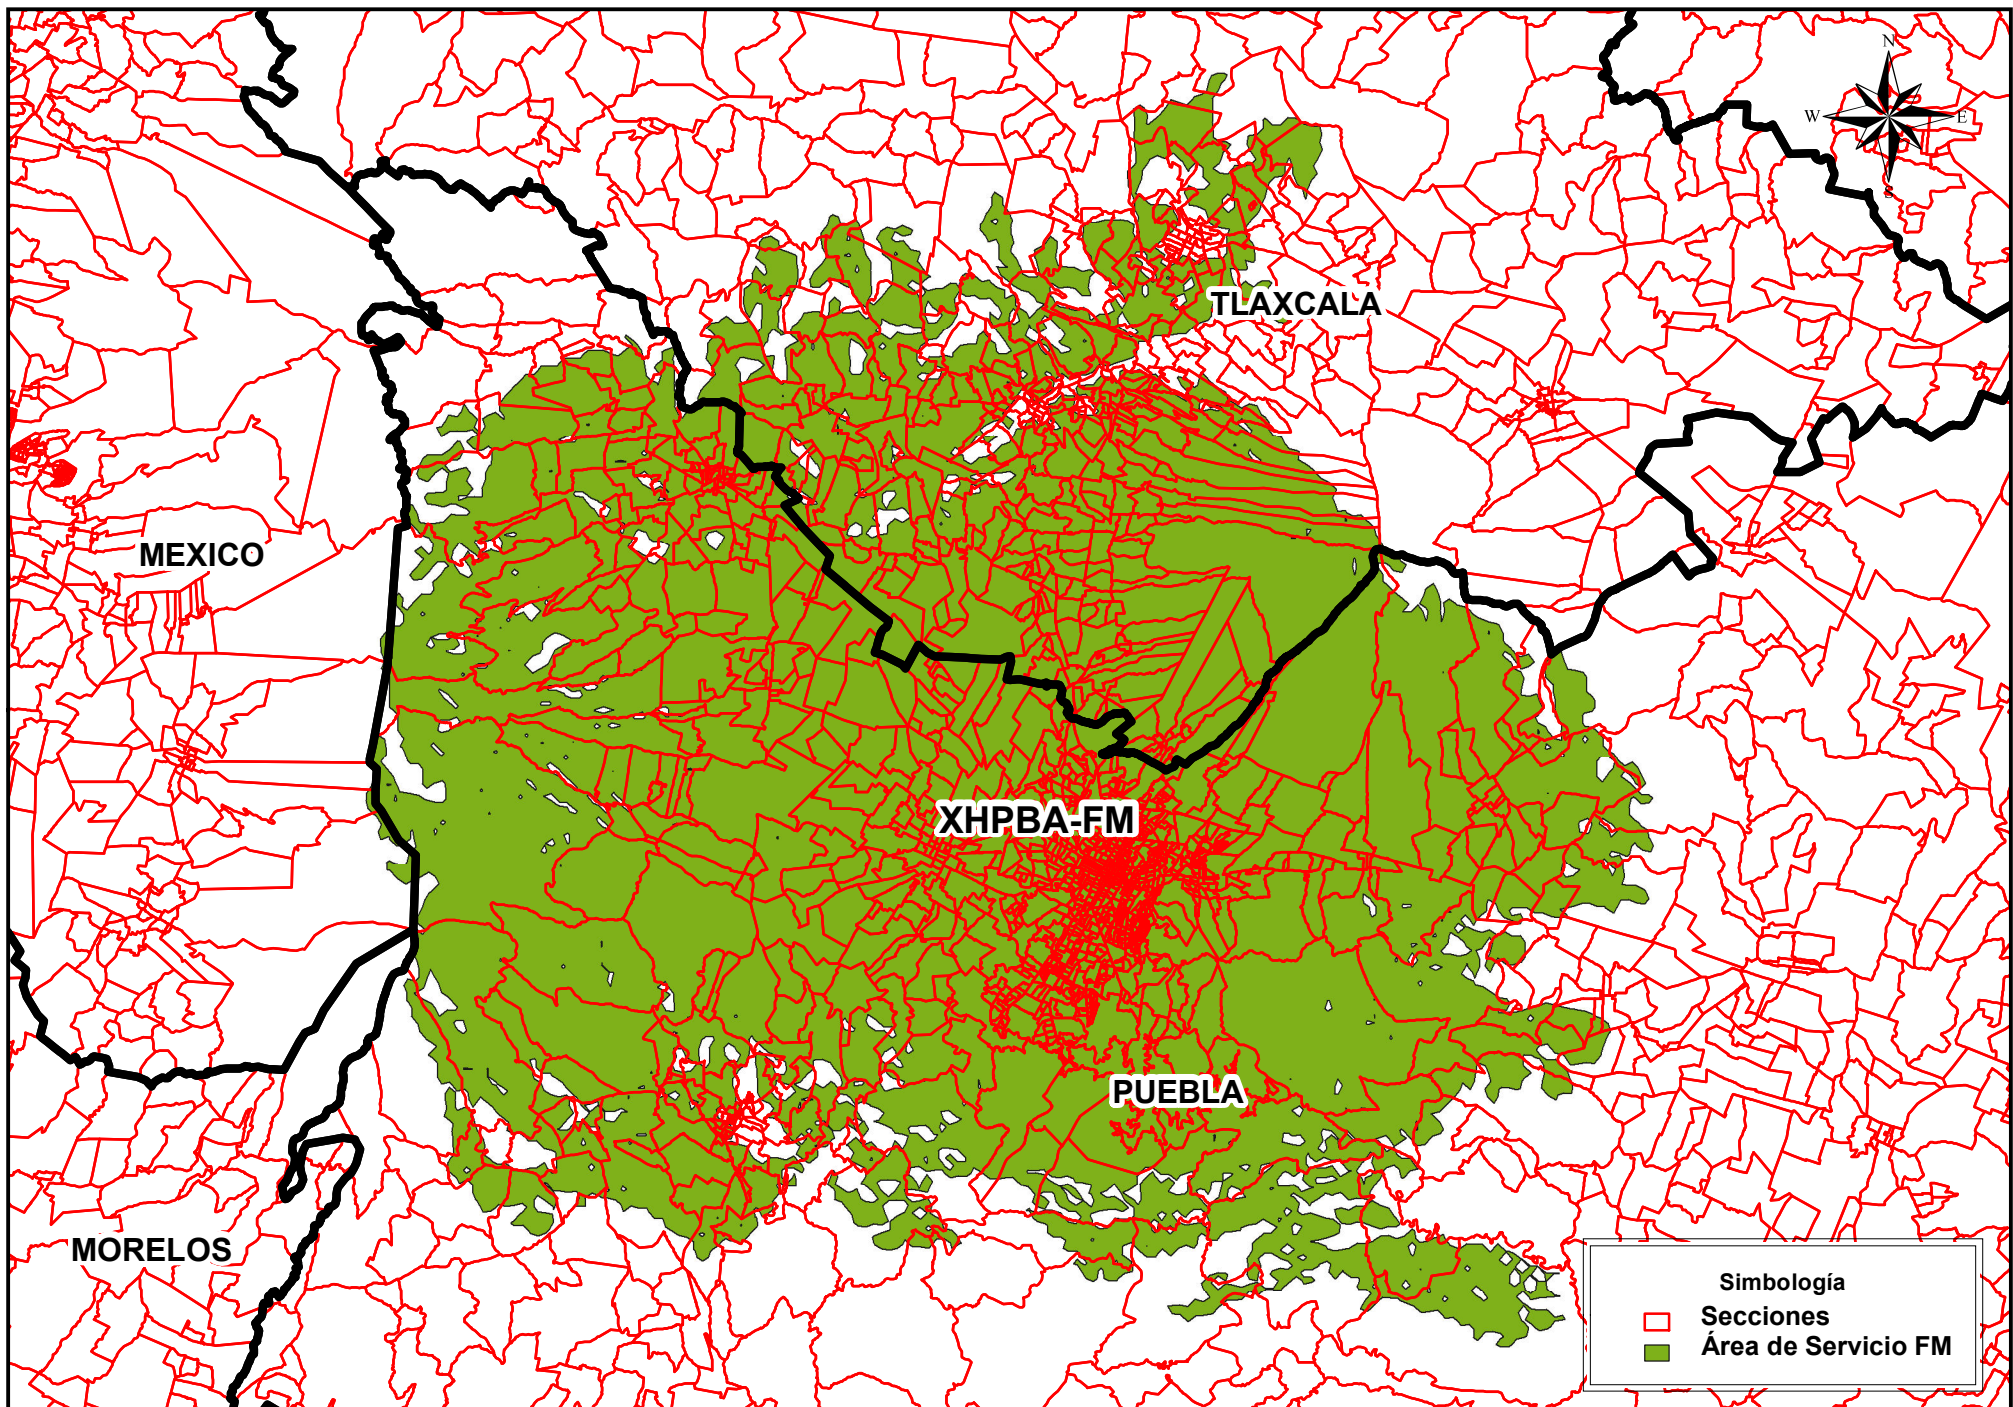 N
W
E
S
TLAXCALA
MEXICO
XHPBA-FM
PUEBLA
MORELOS
Simbología
Secciones
Área de Servicio FM